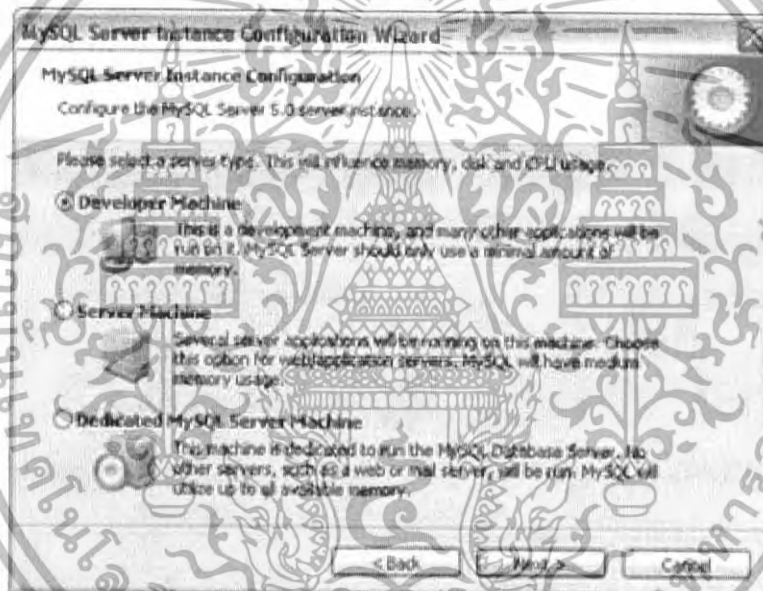 MySQL Server Instance Configuration Wizard
MySQL Server Instance Configuration
Configure the MySQL Server 5.0 server instance.
Please select a server type. This will influence memory, disk and CPU usage.
Developer Machine
This is a development machine, and many other applications will be
run on it. MySQL Server should only use a minimal amount of
memory.
Server Machine
Several server applications will be running on this machine. Choose
this option for web/application servers. MySQL will have medium
memory usage.
Dedicated MySQL Server Machine
This machine is dedicated to run the MySQL Database Server. No
other servers, such as a web or mail server, will be run. MySQL will
utilize up to all available memory.
< Back
Next >
Cancel